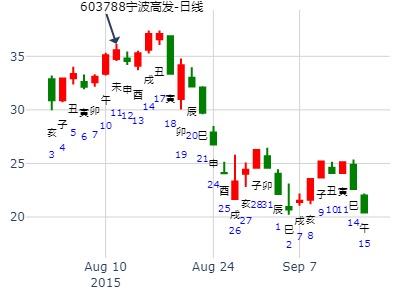 603788宁波高发-日线
35
30
25
20
亥
子
丑
寅
卯
午
未
申
酉
戌
丑
寅
卯
辰
巳
申
酉
戌
亥
子
卯
辰
巳
戌
亥
子
丑
寅
巳
午
3
4
5
6
7
10
11
12
13
14
17
18
19
20
21
24
25
26
27
28
31
1
2
7
8
9
10
11
14
15
Aug 10
2015
Aug 24
Sep 7